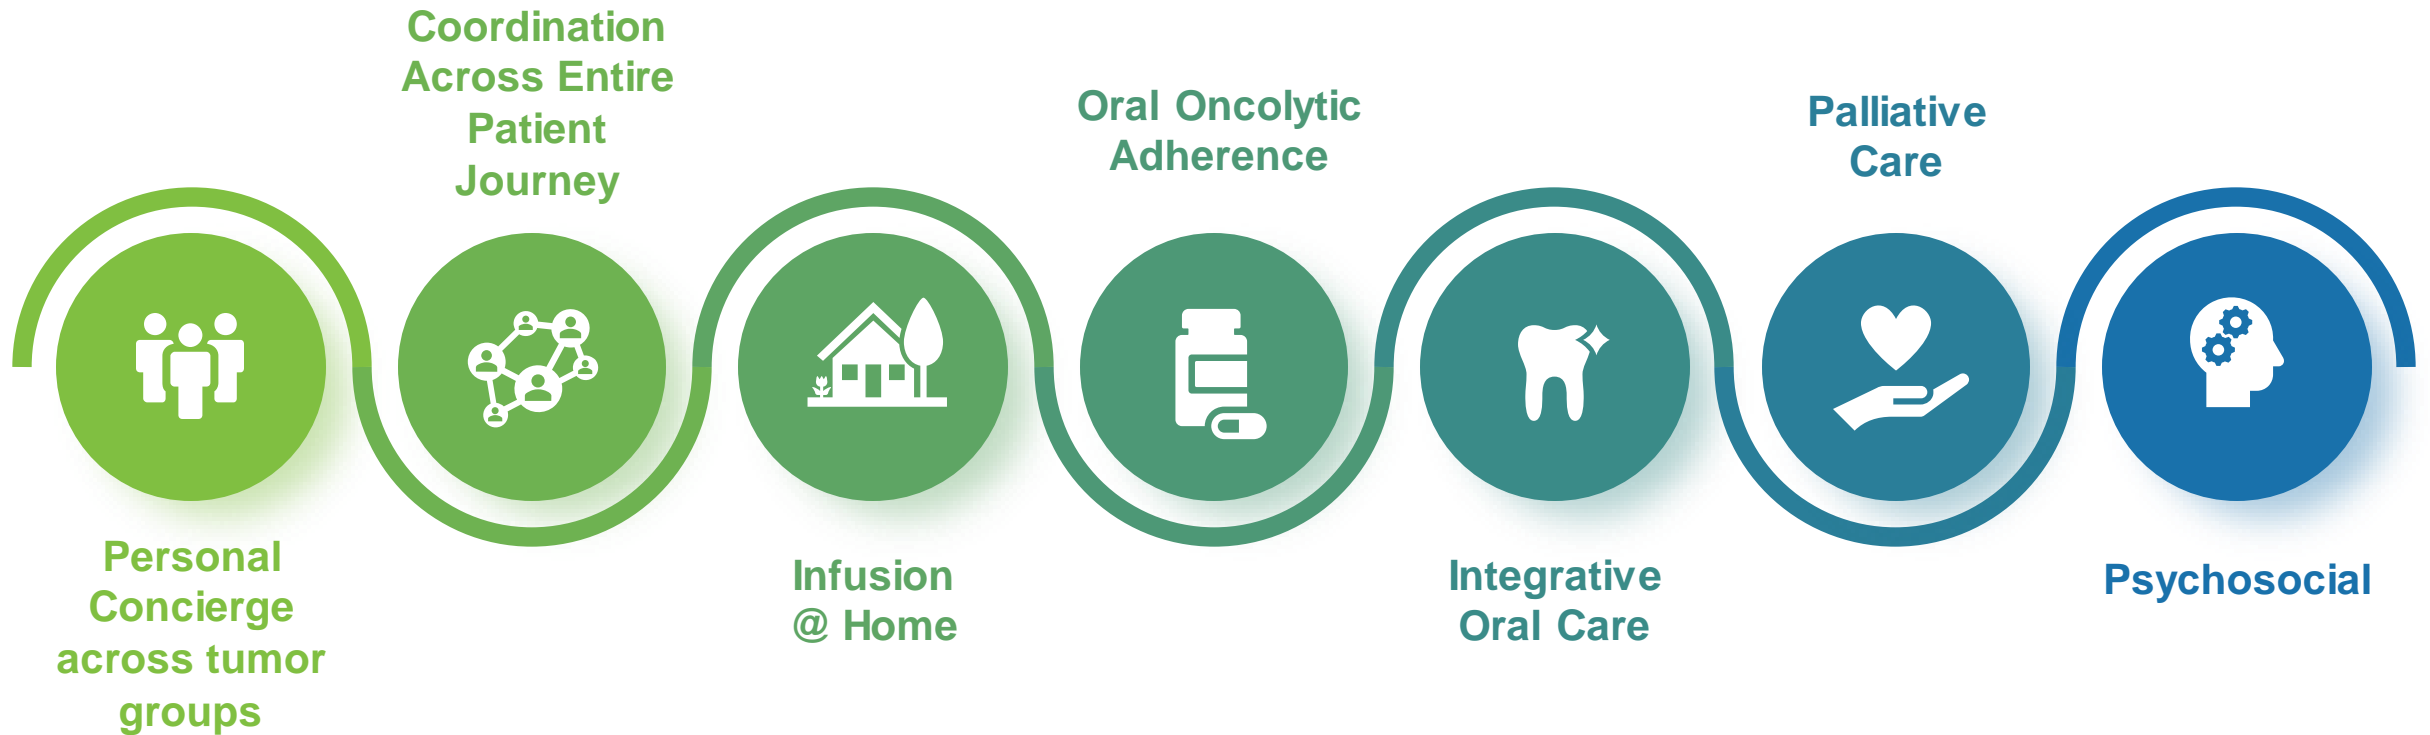 Personal
Concierge
across tumor
groups
Coordination
Across Entire
Patient
Journey
Infusion
@ Home
Oral Oncolytic
Adherence
Integrative
Oral Care
Palliative
Care
Psychosocial